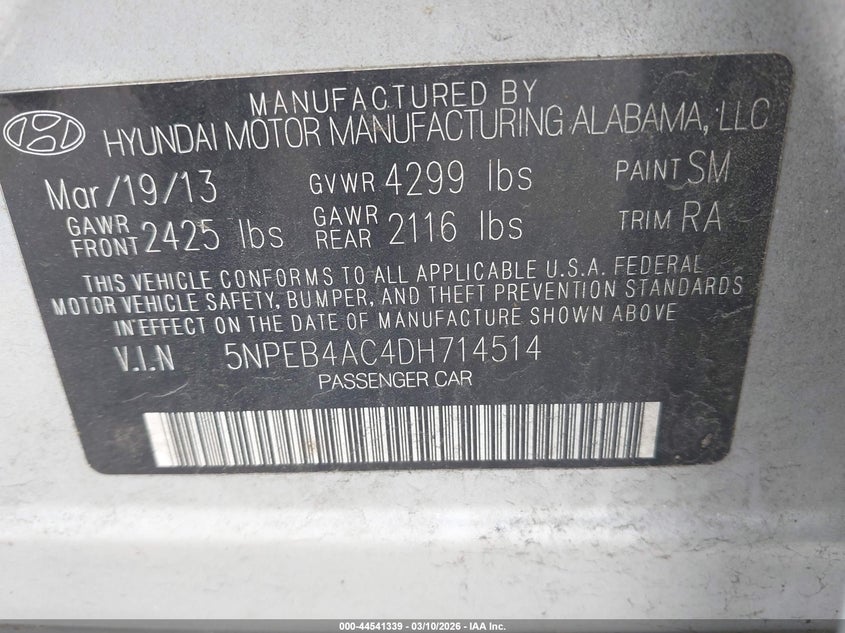 MANUFACTURED BY
HYUNDAI MOTOR MANUFACTURING ALABAMA, LLC
Mar/19/13 GVWR 4299 lbs PAINT SM
GAWR FRONT 2425 lbs GAWR REAR 2116 lbs TRIM RA
THIS VEHICLE CONFORMS TO ALL APPLICABLE U.S.A. FEDERAL
MOTOR VEHICLE SAFETY, BUMPER, AND THEFT PREVENTION STANDARDS
IN EFFECT ON THE DATE OF MANUFACTURE SHOWN ABOVE.
V.I.N 5NPEB4AC4DH714514
PASSENGER CAR
000-44541339 - 03/10/2026 - IAA Inc.